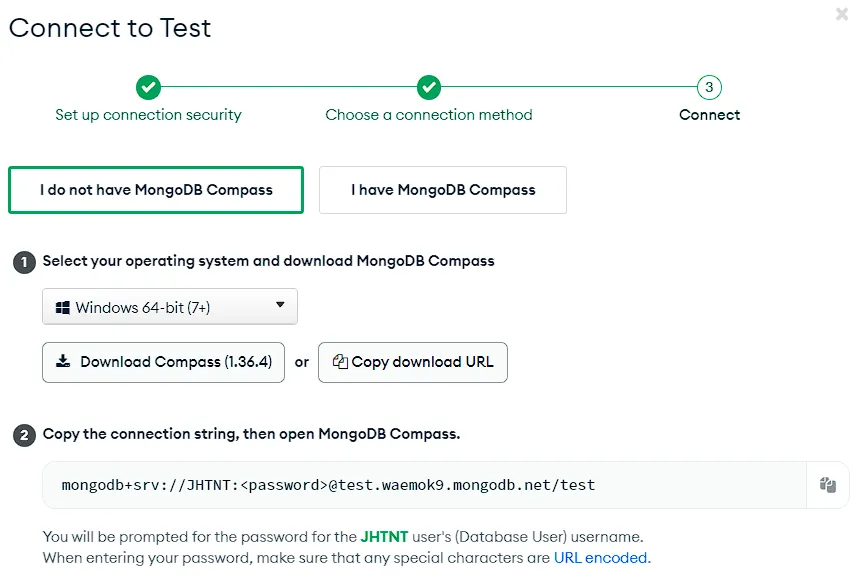 Connect to Test
3
Set up connection security
Choose a connection method
Connect
I do not have MongoDB Compass
I have MongoDB Compass
1 Select your operating system and download MongoDB Compass
Windows 64-bit (7+)
Download Compass (1.36.4) or Copy download URL
2 Copy the connection string, then open MongoDB Compass.
mongodb+srv://JHTNT:<password>@test.waemok9.mongodb.net/test
You will be prompted for the password for the JHTNT user's (Database User) username.
When entering your password, make sure that any special characters are URL encoded.